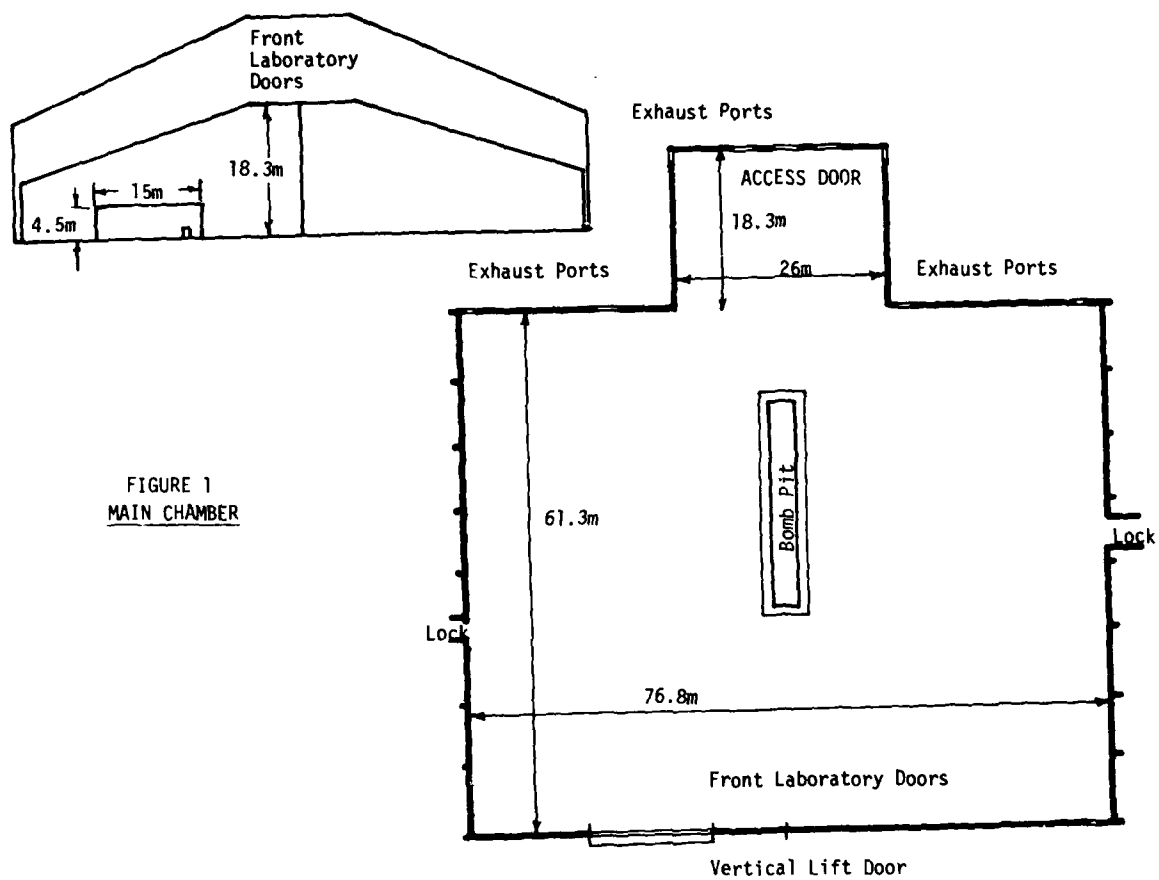 Front
Laboratory
Doors
18.3m
15m
4.5m
Exhaust Ports
ACCESS DOOR
18.3m
26m
Exhaust Ports
Exhaust Ports
FIGURE 1
MAIN CHAMBER
Bomb Pit
61.3m
Lock
Lock
76.8m
Front Laboratory Doors
Vertical Lift Door